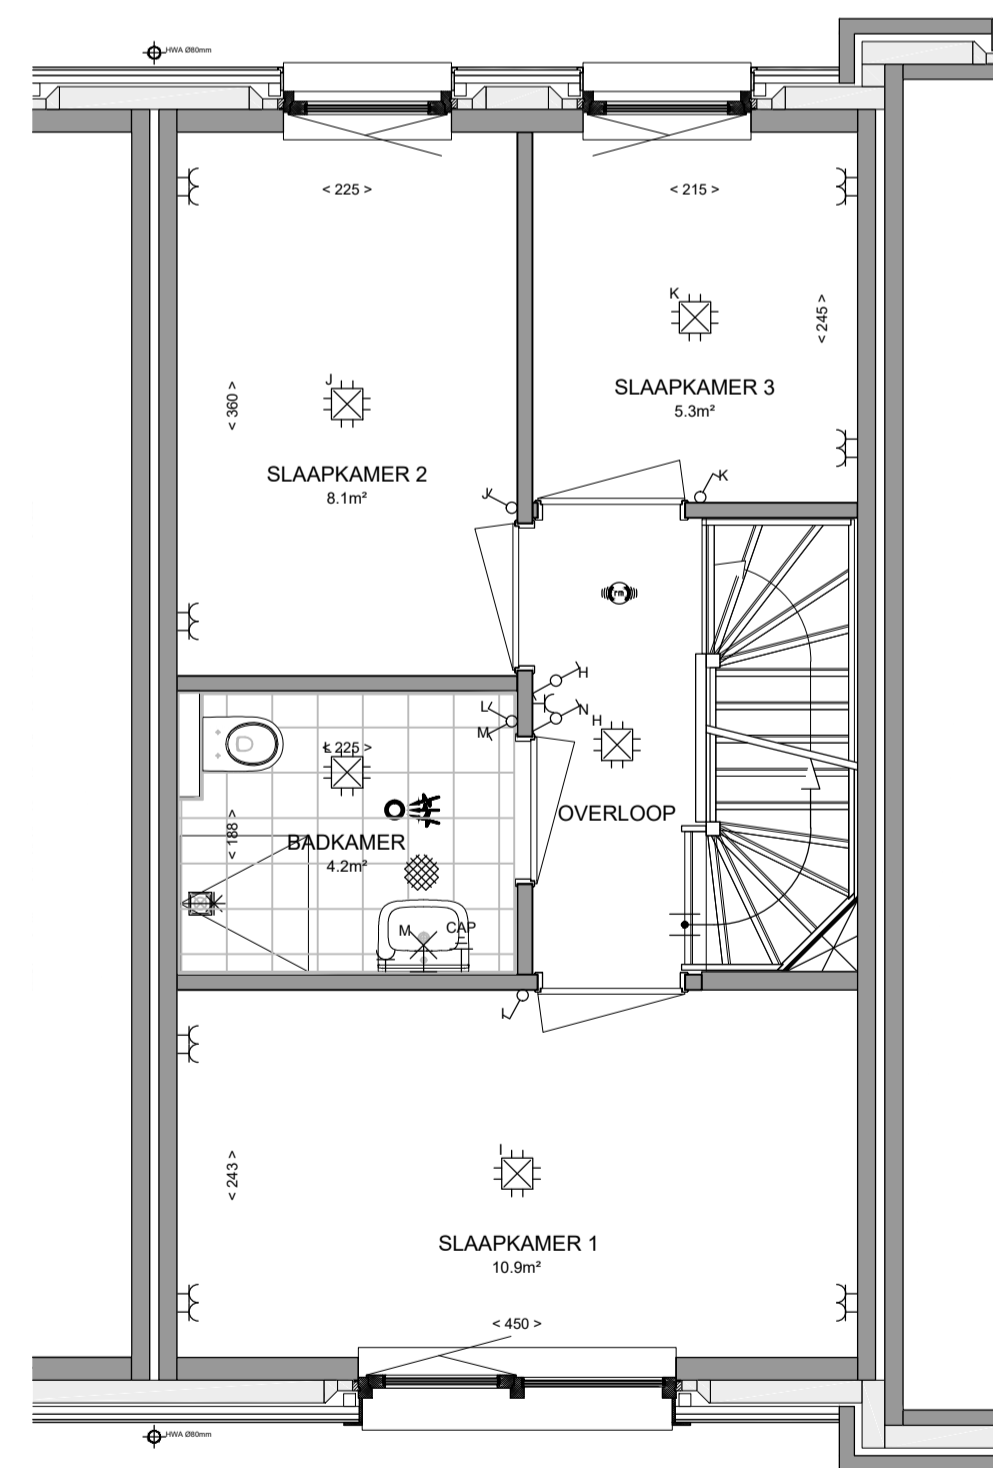 HWA Ø80mm
< 225 >
< 215 >
K
< 245 >
J
< 360 >
SLAAPKAMER 3
5.3m²
SLAAPKAMER 2
8.1m²
K
J
rm
H
L
N
H
M
< 225 >
OVERLOOP
< 188 >
BADKAMER
4.2m²
M
CAP
I
< 243 >
SLAAPKAMER 1
10.9m²
< 450 >
HWA Ø80mm